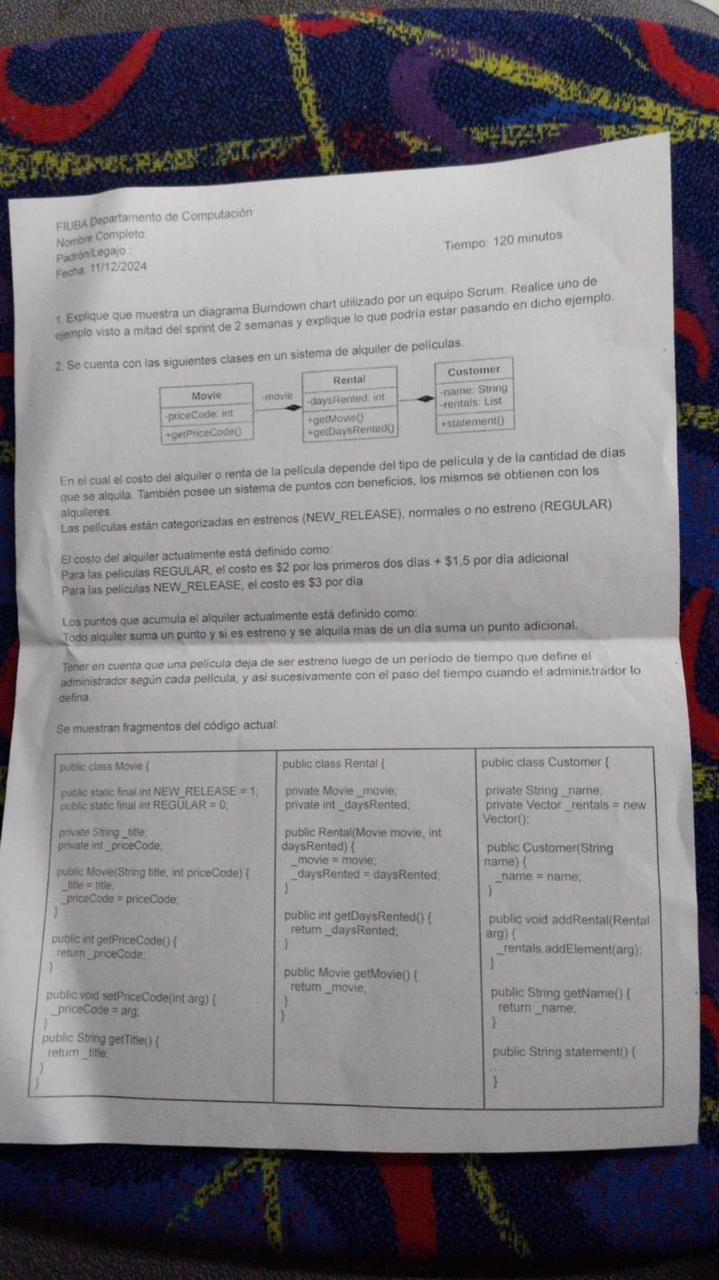 FIUBA Departamento de Computación
Nombre Completo:
Padrón/Legajo :
Fecha: 11/12/2024
Tiempo: 120 minutos
1. Explique que muestra un diagrama Burndown chart utilizado por un equipo Scrum. Realice uno de
ejemplo visto a mitad del sprint de 2 semanas y explique lo que podría estar pasando en dicho ejemplo.
2. Se cuenta con las siguientes clases en un sistema de alquiler de películas.
Movie
-priceCode: int
+getPriceCode()
-movie
Rental
-daysRented: int
+getMovie()
+getDaysRented()
Customer
-name: String
-rentals: List
+statement()
En el cual el costo del alquiler o renta de la película depende del tipo de película y de la cantidad de días
que se alquila. También posee un sistema de puntos con beneficios, los mismos se obtienen con los
alquileres.
Las películas están categorizadas en estrenos (NEW_RELEASE), normales o no estreno (REGULAR)
El costo del alquiler actualmente está definido como:
Para las películas REGULAR, el costo es $2 por los primeros dos días + $1,5 por día adicional
Para las películas NEW_RELEASE, el costo es $3 por día
Los puntos que acumula el alquiler actualmente está definido como:
Todo alquiler suma un punto y si es estreno y se alquila mas de un día suma un punto adicional.
Tener en cuenta que una película deja de ser estreno luego de un período de tiempo que define el
administrador según cada película, y asi sucesivamente con el paso del tiempo cuando el administrador lo
defina.
Se muestran fragmentos del código actual:
public class Movie {
public static final int NEW_RELEASE = 1;
public static final int REGULAR = 0;
private String _title;
private int _priceCode;
public Movie(String title, int priceCode) {
_title = title;
_priceCode = priceCode;
}
public int getPriceCode() {
return _priceCode;
}
public void setPriceCode(int arg) {
_priceCode = arg;
}
public String getTitle() {
return _title;
}
}
public class Rental {
private Movie _movie;
private int _daysRented;
public Rental(Movie movie, int
daysRented) {
_movie = movie;
_daysRented = daysRented;
}
public int getDaysRented() {
return _daysRented;
}
public Movie getMovie() {
return _movie;
}
}
public class Customer {
private String _name;
private Vector _rentals = new
Vector();
public Customer(String
name) {
_name = name;
}
public void addRental(Rental
arg) {
_rentals.addElement(arg);
}
public String getName() {
return _name;
}
public String statement() {
.....
}